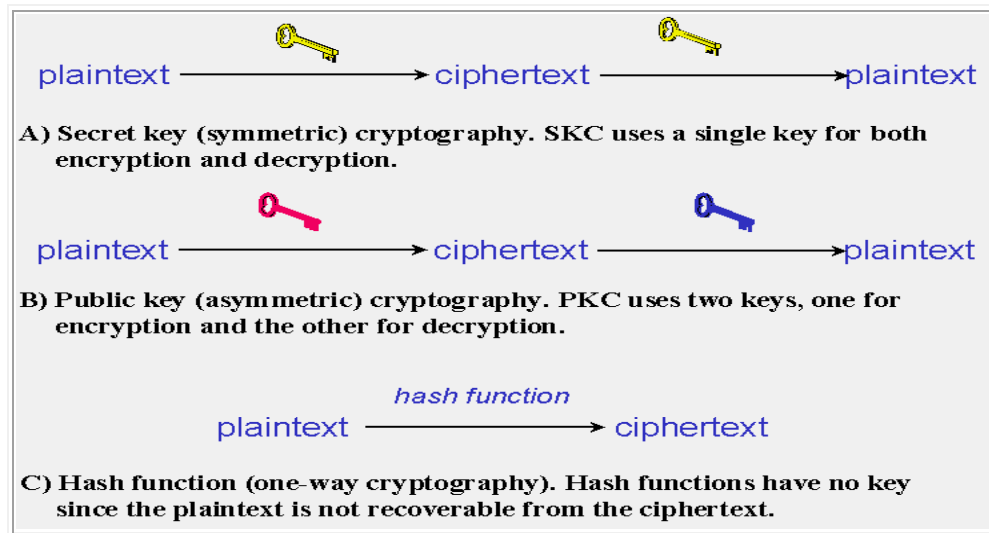 plaintext ciphertext plaintext
A) Secret key (symmetric) cryptography. SKC uses a single key for both
encryption and decryption.
plaintext ciphertext plaintext
B) Public key (asymmetric) cryptography. PKC uses two keys, one for
encryption and the other for decryption.
hash function
plaintext ciphertext
C) Hash function (one-way cryptography). Hash functions have no key
since the plaintext is not recoverable from the ciphertext.